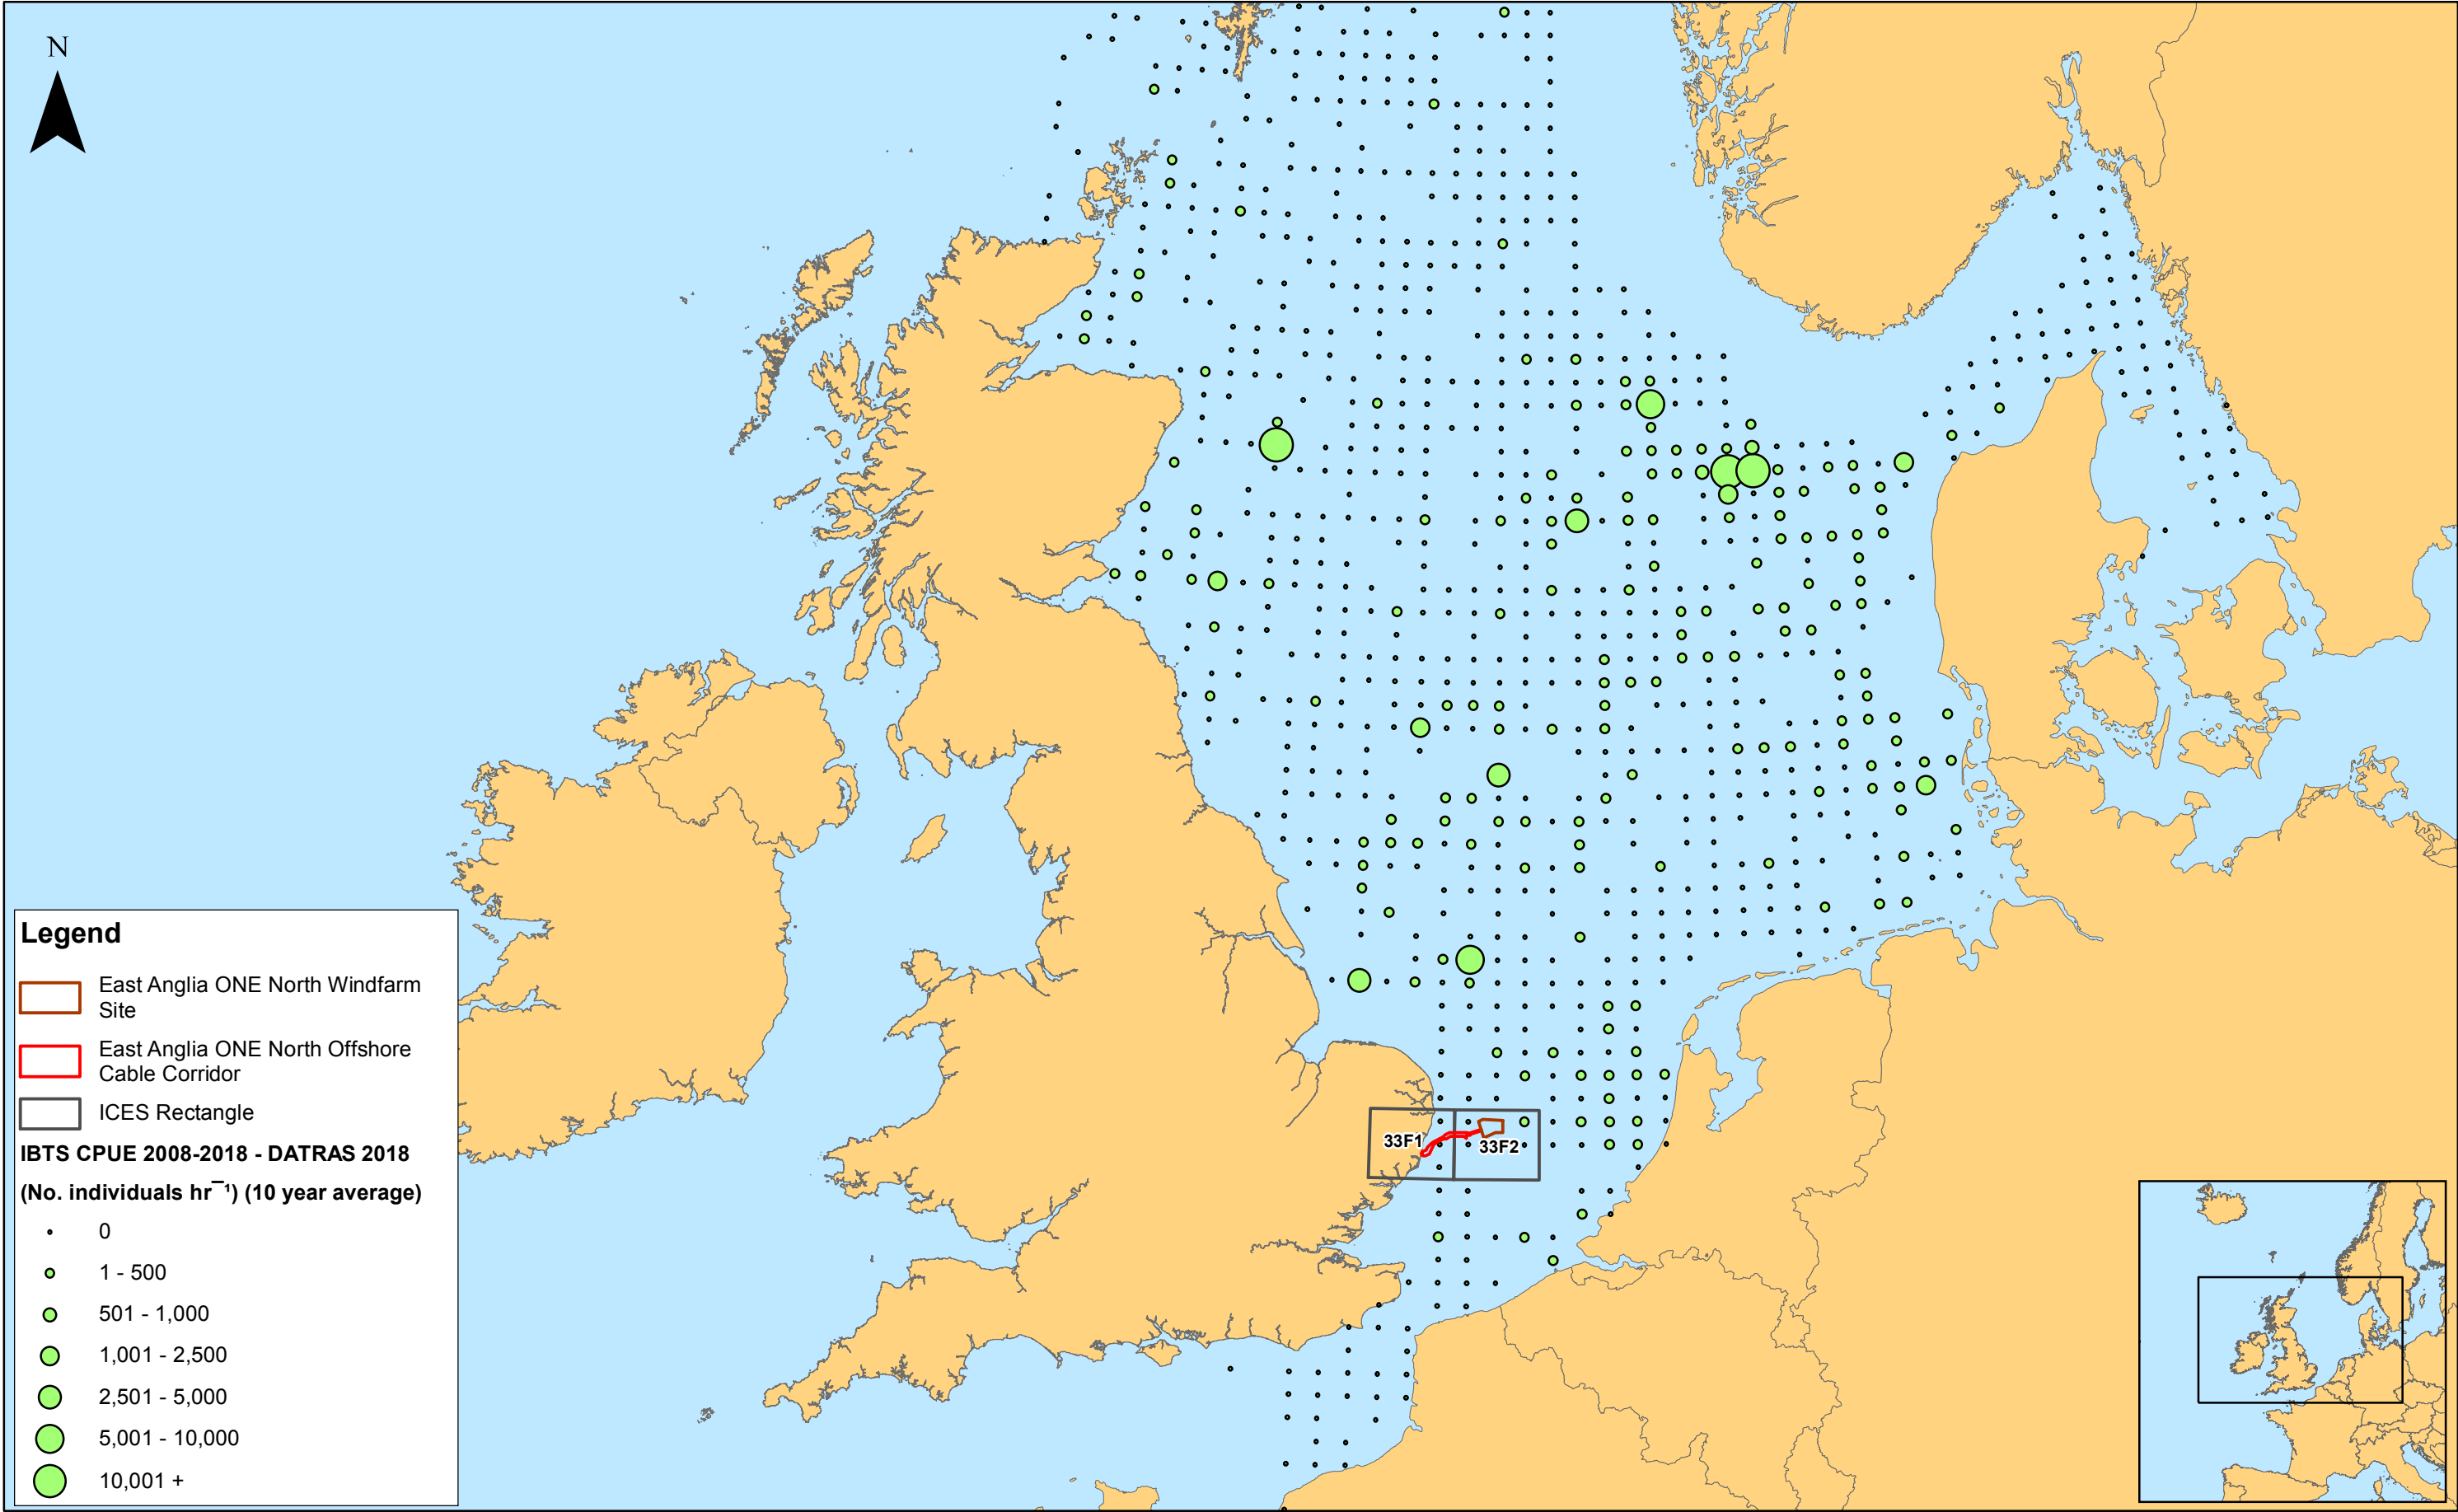 N
33F1
33F2
Legend
East Anglia ONE North Windfarm
Site
East Anglia ONE North Offshore
Cable Corridor
ICES Rectangle
IBTS CPUE 2008-2018 - DATRAS 2018
(No. individuals hr¯¹) (10 year average)
0
1 - 500
501 - 1,000
1,001 - 2,500
2,501 - 5,000
5,001 - 10,000
10,001 +